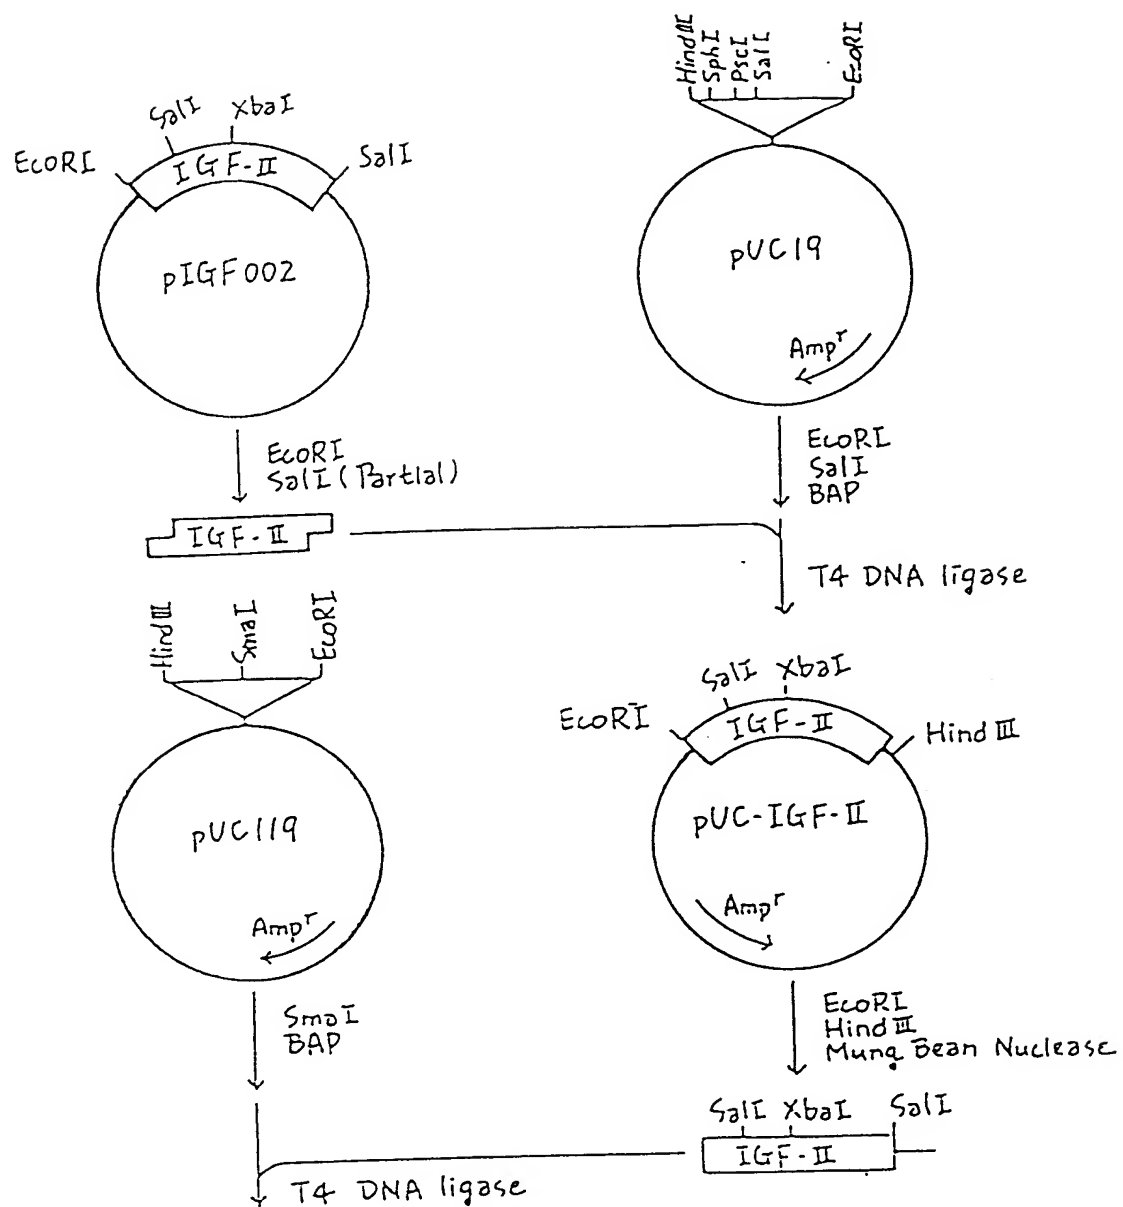 HindIII
SphI
PscI
SalI
EcoRI
SalI
XbaI
EcoRI
IGF-II
SalI
pIGF002
pUC19
Ampr
EcoRI
SalI (Partial)
EcoRI
SalI
BAP
IGF-II
T4 DNA ligase
HindIII
SmaI
EcoRI
SalI
XbaI
EcoRI
IGF-II
HindIII
pUC119
pUC-IGF-II
Ampr
Ampr
SmaI
BAP
EcoRI
HindIII
Mung Bean Nuclease
SalI
XbaI
SalI
IGF-II
T4 DNA ligase